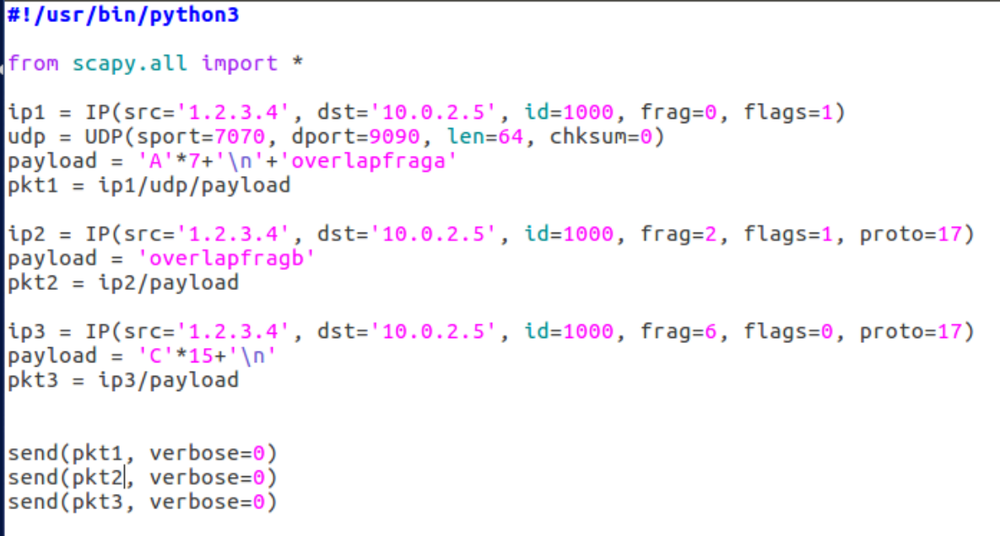 #!/usr/bin/python3
from scapy.all import *
ip1 = IP(src='1.2.3.4', dst='10.0.2.5', id=1000, frag=0, flags=1)
udp = UDP(sport=7070, dport=9090, len=64, chksum=0)
payload = 'A'*7+'\n'+'overlapfraga'
pkt1 = ip1/udp/payload
ip2 = IP(src='1.2.3.4', dst='10.0.2.5', id=1000, frag=2, flags=1, proto=17)
payload = 'overlapfragb'
pkt2 = ip2/payload
ip3 = IP(src='1.2.3.4', dst='10.0.2.5', id=1000, frag=6, flags=0, proto=17)
payload = 'C'*15+'\n'
pkt3 = ip3/payload
send(pkt1, verbose=0)
send(pkt2, verbose=0)
send(pkt3, verbose=0)